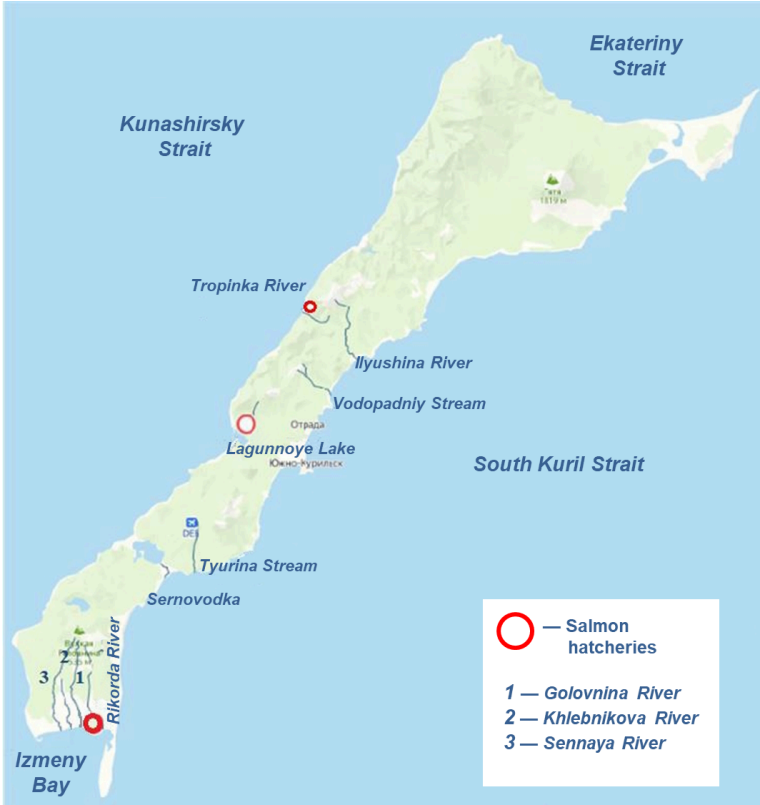 Ekateriny
Strait
Kunashirsky
Strait
Тятя
1819 м
Tropinka River
Ilyushina River
Vodopadniy Stream
Отрада
Lagunnoye Lake
Южно-Курильск
South Kuril Strait
DEE
Tyurina Stream
Sernovodka
Rikorda River
2
3
1
Izmeny
Bay
— Salmon
hatcheries
1 — Golovnina River
2 — Khlebnikova River
3 — Sennaya River